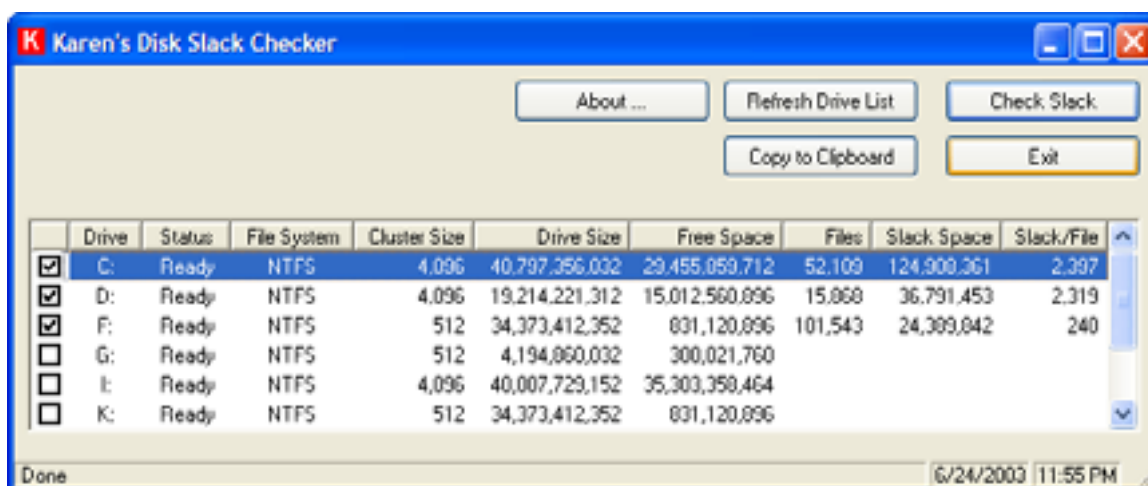 K Karen's Disk Slack Checker
About ... Refresh Drive List Check Slack
Copy to Clipboard Exit
Drive Status File System Cluster Size Drive Size Free Space Files Slack Space Slack/File
C: Ready NTFS 4,096 40,797,356,032 29,455,059,712 52,109 124,908,361 2,397
D: Ready NTFS 4,096 19,214,221,312 15,012,560,896 15,868 36,791,453 2,319
F: Ready NTFS 512 34,373,412,352 831,120,896 101,543 24,389,842 240
G: Ready NTFS 512 4,194,860,032 300,021,760
I: Ready NTFS 4,096 40,007,729,152 35,303,358,464
K: Ready NTFS 512 34,373,412,352 831,120,896
Done 6/24/2003 11:55 PM